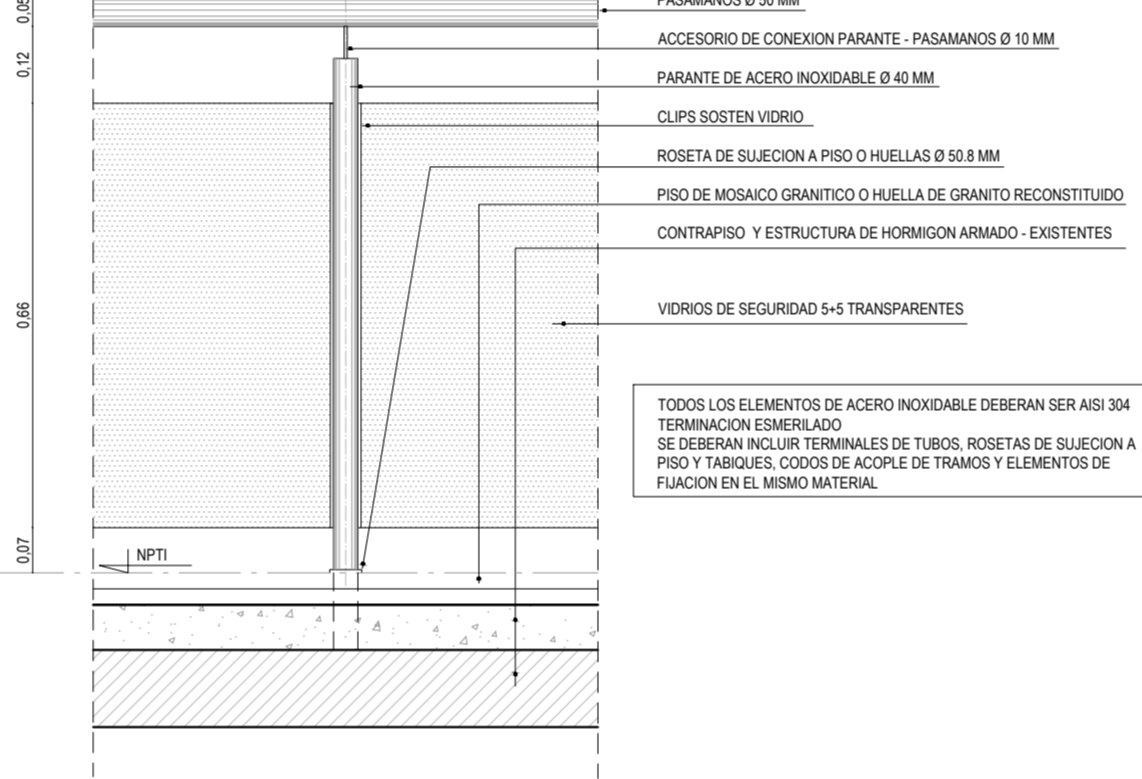 0,05
PASAMANOS Ø 50 MM
0,12
ACCESORIO DE CONEXION PARANTE - PASAMANOS Ø 10 MM
PARANTE DE ACERO INOXIDABLE Ø 40 MM
CLIPS SOSTEN VIDRIO
ROSETA DE SUJECION A PISO O HUELLAS Ø 50.8 MM
PISO DE MOSAICO GRANITICO O HUELLA DE GRANITO RECONSTITUIDO
CONTRAPISO Y ESTRUCTURA DE HORMIGON ARMADO - EXISTENTES
0,66
VIDRIOS DE SEGURIDAD 5+5 TRANSPARENTES
TODOS LOS ELEMENTOS DE ACERO INOXIDABLE DEBERAN SER AISI 304
TERMINACION ESMERILADO
SE DEBERAN INCLUIR TERMINALES DE TUBOS, ROSETAS DE SUJECION A
PISO Y TABIQUES, CODOS DE ACOPLE DE TRAMOS Y ELEMENTOS DE
FIJACION EN EL MISMO MATERIAL
0,07
NPTI